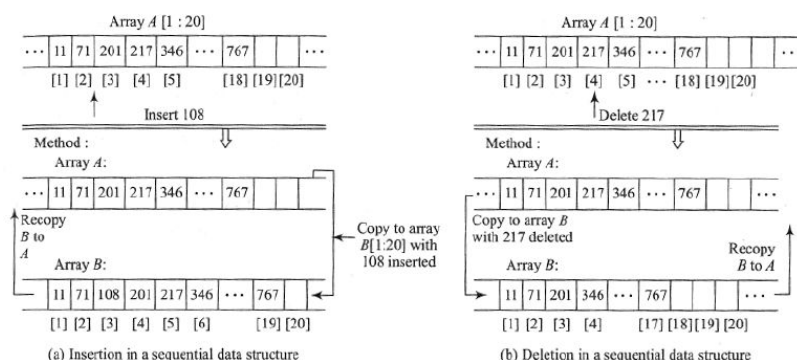 Array A [1 : 20]
··· 11 71 201 217 346 ··· 767 ···
[1] [2] [3] [4] [5] [18] [19] [20]
Insert 108
Method :
Array A:
··· 11 71 201 217 346 ··· 767
Recopy
B to
A
Copy to array
B[1:20] with
108 inserted
Array B:
11 71 108 201 217 346 ··· 767
[1] [2] [3] [4] [5] [6] [19] [20]
(a) Insertion in a sequential data structure
Array A [1 : 20]
··· 11 71 201 217 346 ··· 767 ···
[1] [2] [3] [4] [5] ··· [18] [19] [20]
Delete 217
Method:
Array A:
··· 11 71 201 217 346 ··· 767 ···
Copy to array B
with 217 deleted
Recopy
B to A
Array B:
11 71 201 346 ··· 767 ···
[1] [2] [3] [4] [17] [18] [19] [20]
(b) Deletion in a sequential data structure